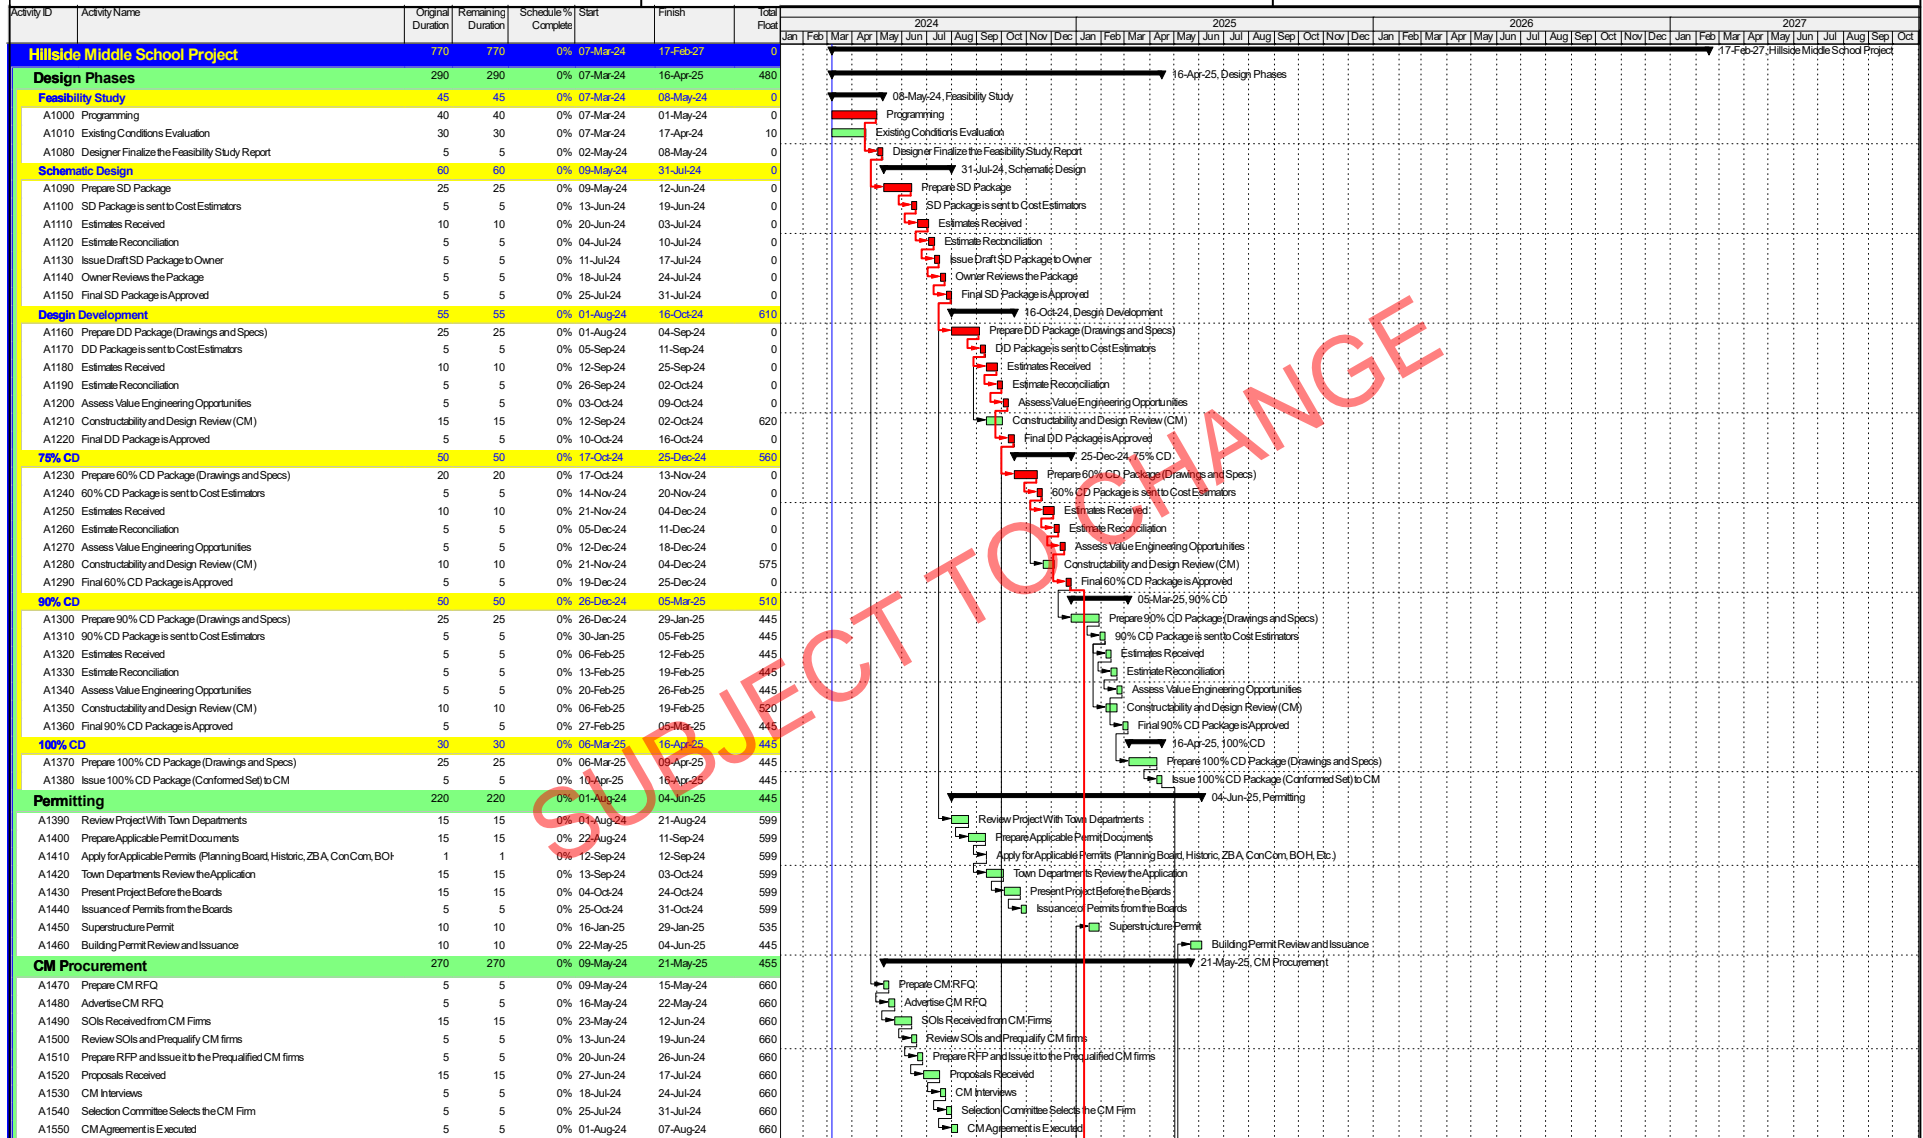 Activity ID Activity Name Original Duration Remaining Duration Schedule % Complete Start Finish Total Float
2024 2025 2026 2027
Jan Feb Mar Apr May Jun Jul Aug Sep Oct Nov Dec Jan Feb Mar Apr May Jun Jul Aug Sep Oct Nov Dec Jan Feb Mar Apr May Jun Jul Aug Sep Oct Nov Dec Jan Feb Mar Apr May Jun Jul Aug Sep Oct
Hillside Middle School Project 770 770 0% 07-Mar-24 17-Feb-27 0 17-Feb-27, Hillside Middle School Project
Design Phases 290 290 0% 07-Mar-24 16-Apr-25 480 16-Apr-25, Design Phases
Feasibility Study 45 45 0% 07-Mar-24 08-May-24 0 08-May-24, Feasibility Study
A1000 Programming 40 40 0% 07-Mar-24 01-May-24 0 Programming
A1010 Existing Conditions Evaluation 30 30 0% 07-Mar-24 17-Apr-24 10 Existing Conditions Evaluation
A1080 Designer Finalize the Feasibility Study Report 5 5 0% 02-May-24 08-May-24 0 Designer Finalize the Feasibility Study Report
Schematic Design 60 60 0% 09-May-24 31-Jul-24 0 31-Jul-24, Schematic Design
A1090 Prepare SD Package 25 25 0% 09-May-24 12-Jun-24 0 Prepare SD Package
A1100 SD Package is sent to Cost Estimators 5 5 0% 13-Jun-24 19-Jun-24 0 SD Package is sent to Cost Estimators
A1110 Estimates Received 10 10 0% 20-Jun-24 03-Jul-24 0 Estimates Received
A1120 Estimate Reconciliation 5 5 0% 04-Jul-24 10-Jul-24 0 Estimate Reconciliation
A1130 Issue Draft SD Package to Owner 5 5 0% 11-Jul-24 17-Jul-24 0 Issue Draft SD Package to Owner
A1140 Owner Reviews the Package 5 5 0% 18-Jul-24 24-Jul-24 0 Owner Reviews the Package
A1150 Final SD Package is Approved 5 5 0% 25-Jul-24 31-Jul-24 0 Final SD Package is Approved
Desgin Development 55 55 0% 01-Aug-24 16-Oct-24 610 16-Oct-24, Desgin Development
A1160 Prepare DD Package (Drawings and Specs) 25 25 0% 01-Aug-24 04-Sep-24 0 Prepare DD Package (Drawings and Specs)
A1170 DD Package is sent to Cost Estimators 5 5 0% 05-Sep-24 11-Sep-24 0 DD Package is sent to Cost Estimators
A1180 Estimates Received 10 10 0% 12-Sep-24 25-Sep-24 0 Estimates Received
A1190 Estimate Reconciliation 5 5 0% 26-Sep-24 02-Oct-24 0 Estimate Reconciliation
A1200 Assess Value Engineering Opportunities 5 5 0% 03-Oct-24 09-Oct-24 0 Assess Value Engineering Opportunities
A1210 Constructability and Design Review (CM) 15 15 0% 12-Sep-24 02-Oct-24 620 Constructability and Design Review (CM)
A1220 Final DD Package is Approved 5 5 0% 10-Oct-24 16-Oct-24 0 Final DD Package is Approved
75% CD 50 50 0% 17-Oct-24 25-Dec-24 560 25-Dec-24, 75% CD
A1230 Prepare 60% CD Package (Drawings and Specs) 20 20 0% 17-Oct-24 13-Nov-24 0 Prepare 60% CD Package (Drawings and Specs)
A1240 60% CD Package is sent to Cost Estimators 5 5 0% 14-Nov-24 20-Nov-24 0 60% CD Package is sent to Cost Estimators
A1250 Estimates Received 10 10 0% 21-Nov-24 04-Dec-24 0 Estimates Received
A1260 Estimate Reconciliation 5 5 0% 05-Dec-24 11-Dec-24 0 Estimate Reconciliation
A1270 Assess Value Engineering Opportunities 5 5 0% 12-Dec-24 18-Dec-24 0 Assess Value Engineering Opportunities
A1280 Constructability and Design Review (CM) 10 10 0% 21-Nov-24 04-Dec-24 575 Constructability and Design Review (CM)
A1290 Final 60% CD Package is Approved 5 5 0% 19-Dec-24 25-Dec-24 0 Final 60% CD Package is Approved
90% CD 50 50 0% 26-Dec-24 05-Mar-25 510 05-Mar-25, 90% CD
A1300 Prepare 90% CD Package (Drawings and Specs) 25 25 0% 26-Dec-24 29-Jan-25 445 Prepare 90% CD Package (Drawings and Specs)
A1310 90% CD Package is sent to Cost Estimators 5 5 0% 30-Jan-25 05-Feb-25 445 90% CD Package is sent to Cost Estimators
A1320 Estimates Received 5 5 0% 06-Feb-25 12-Feb-25 445 Estimates Received
A1330 Estimate Reconciliation 5 5 0% 13-Feb-25 19-Feb-25 445 Estimate Reconciliation
A1340 Assess Value Engineering Opportunities 5 5 0% 20-Feb-25 26-Feb-25 445 Assess Value Engineering Opportunities
A1350 Constructability and Design Review (CM) 10 10 0% 06-Feb-25 19-Feb-25 520 Constructability and Design Review (CM)
A1360 Final 90% CD Package is Approved 5 5 0% 27-Feb-25 05-Mar-25 445 Final 90% CD Package is Approved
100% CD 30 30 0% 06-Mar-25 16-Apr-25 445 16-Apr-25, 100% CD
A1370 Prepare 100% CD Package (Drawings and Specs) 25 25 0% 06-Mar-25 09-Apr-25 445 Prepare 100% CD Package (Drawings and Specs)
A1380 Issue 100% CD Package (Conformed Set) to CM 5 5 0% 10-Apr-25 16-Apr-25 445 Issue 100% CD Package (Conformed Set) to CM
Permitting 220 220 0% 01-Aug-24 04-Jun-25 445 04-Jun-25, Permitting
A1390 Review Project With Town Departments 15 15 0% 01-Aug-24 21-Aug-24 599 Review Project With Town Departments
A1400 Prepare Applicable Permit Documents 15 15 0% 22-Aug-24 11-Sep-24 599 Prepare Applicable Permit Documents
A1410 Apply for Applicable Permits (Planning Board, Historic, ZBA, ConCom, BOH 1 1 0% 12-Sep-24 12-Sep-24 599 Apply for Applicable Permits (Planning Board, Historic, ZBA, ConCom, BOH, Etc.)
A1420 Town Departments Review the Application 15 15 0% 13-Sep-24 03-Oct-24 599 Town Departments Review the Application
A1430 Present Project Before the Boards 15 15 0% 04-Oct-24 24-Oct-24 599 Present Project Before the Boards
A1440 Issuance of Permits from the Boards 5 5 0% 25-Oct-24 31-Oct-24 599 Issuance of Permits from the Boards
A1450 Superstructure Permit 10 10 0% 16-Jan-25 29-Jan-25 535 Superstructure Permit
A1460 Building Permit Review and Issuance 10 10 0% 22-May-25 04-Jun-25 445 Building Permit Review and Issuance
CM Procurement 270 270 0% 09-May-24 21-May-25 455 21-May-25, CM Procurement
A1470 Prepare CM RFQ 5 5 0% 09-May-24 15-May-24 660 Prepare CM RFQ
A1480 Advertise CM RFQ 5 5 0% 16-May-24 22-May-24 660 Advertise CM RFQ
A1490 SOIs Received from CM Firms 15 15 0% 23-May-24 12-Jun-24 660 SOIs Received from CM Firms
A1500 Review SOIs and Prequalify CM firms 5 5 0% 13-Jun-24 19-Jun-24 660 Review SOIs and Prequalify CM firms
A1510 Prepare RFP and Issue it to the Prequalified CM firms 5 5 0% 20-Jun-24 26-Jun-24 660 Prepare RFP and Issue it to the Prequalified CM firms
A1520 Proposals Received 15 15 0% 27-Jun-24 17-Jul-24 660 Proposals Received
A1530 CM Interviews 5 5 0% 18-Jul-24 24-Jul-24 660 CM Interviews
A1540 Selection Committee Selects the CM Firm 5 5 0% 25-Jul-24 31-Jul-24 660 Selection Committee Selects the CM Firm
A1550 CM Agreement is Executed 5 5 0% 01-Aug-24 07-Aug-24 660 CM Agreement is Executed
SUBJECT TO CHANGE